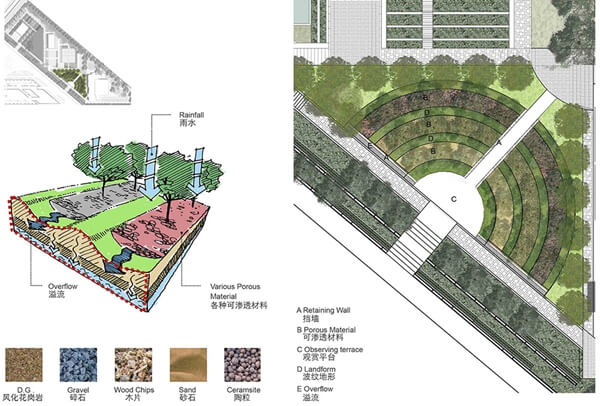 Rainfall
雨水
Overflow
溢流
Various Porous
Material
各种可渗透材料
D.G
风化花岗岩
Gravel
碎石
Wood Chips
木片
Sand
砂石
Ceramsite
陶粒
B
D
B
D
B
E
A
A
C
A Retaining Wall
挡墙
B Porous Material
可渗透材料
C Observing terrace
观赏平台
D Landform
波纹地形
E Overflow
溢流